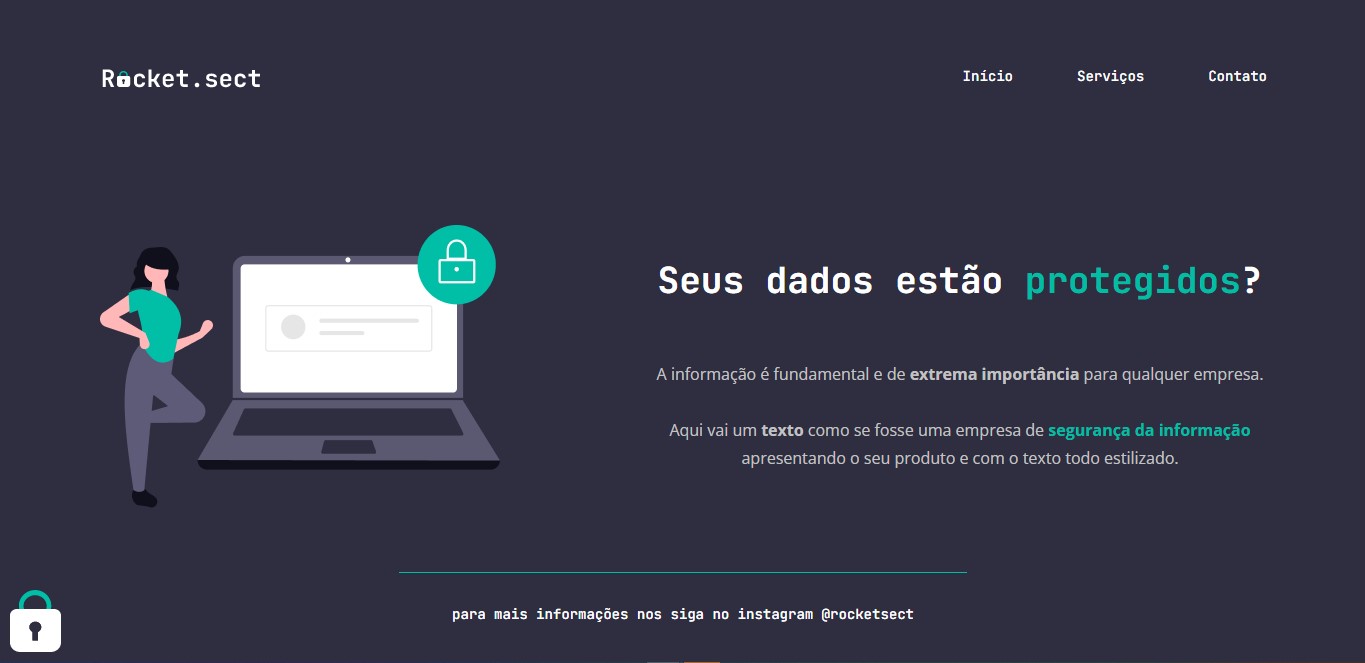 Rocket.sect
Início Serviços Contato
Seus dados estão protegidos?
A informação é fundamental e de extrema importância para qualquer empresa.
Aqui vai um texto como se fosse uma empresa de segurança da informação
apresentando o seu produto e com o texto todo estilizado.
para mais informações nos siga no instagram @rocketsect